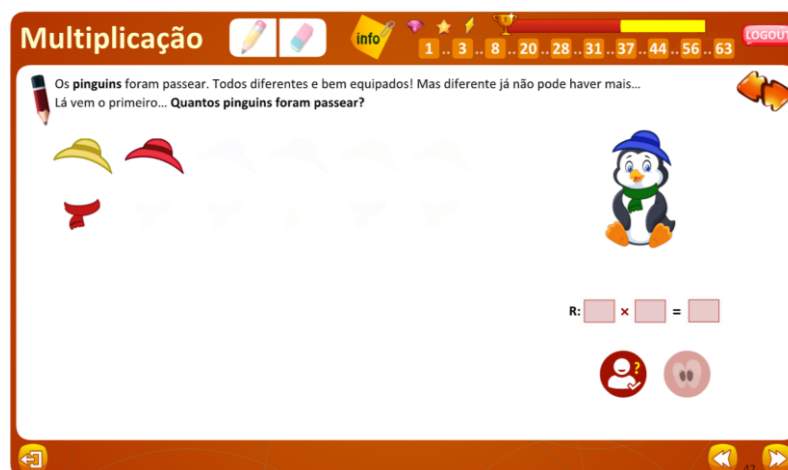 Multiplicação
info
1 .. 3 .. 8 .. 20 .. 28 .. 31 .. 37 .. 44 .. 56 .. 63
LOGOUT
Os pinguins foram passear. Todos diferentes e bem equipados! Mas diferente já não pode haver mais...
Lá vem o primeiro... Quantos pinguins foram passear?
R: × =
?
42